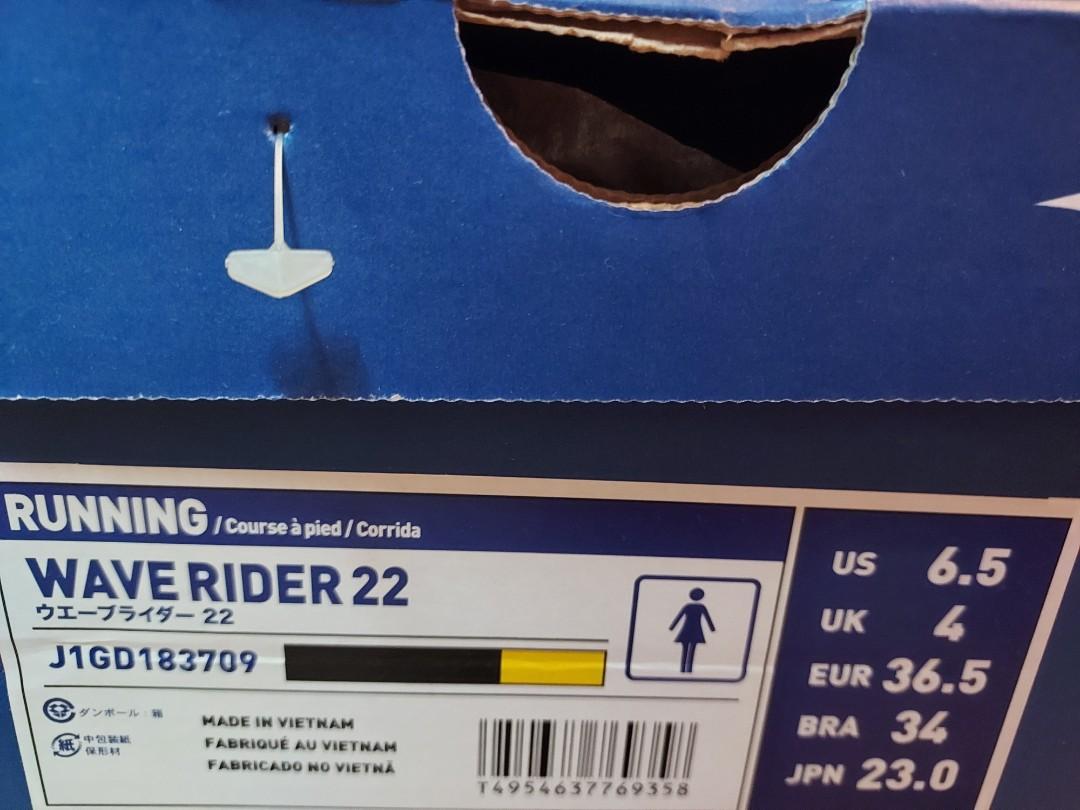 RUNNING / Course à pied / Corrida
WAVE RIDER 22
ウエーブライダー 22
J1GD183709
ダンボール：箱
紙 中包装紙
保形材
MADE IN VIETNAM
FABRIQUÉ AU VIETNAM
FABRICADO NO VIETNÃ
T4954637769358
US 6.5
UK 4
EUR 36.5
BRA 34
JPN 23.0